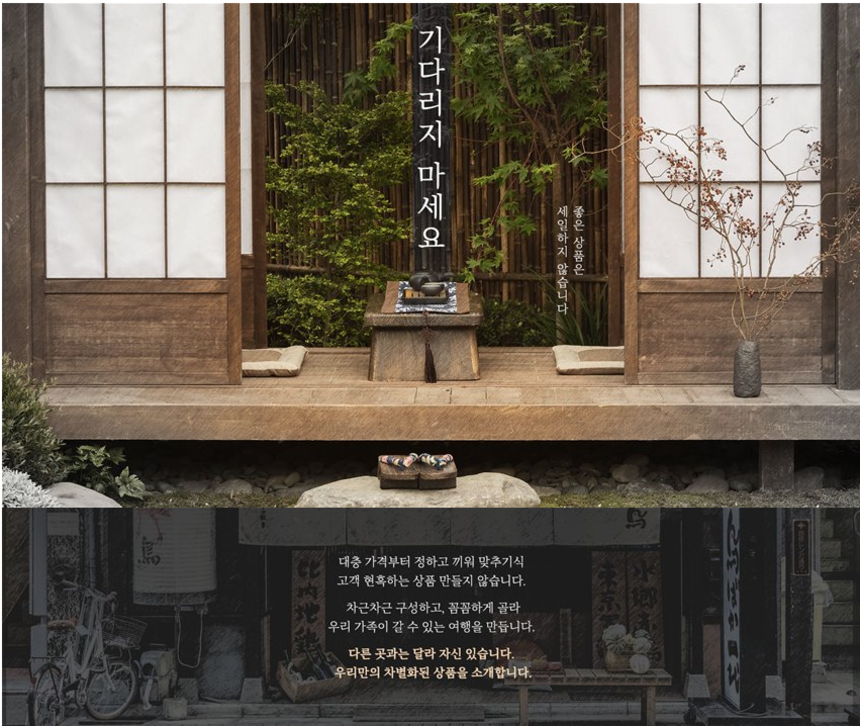 기다리지 마세요
좋은 상품은
세일하지 않습니다
대충 가격부터 정하고 끼워 맞추기식
고객 현혹하는 상품 만들지 않습니다.
차근차근 구성하고, 꼼꼼하게 골라
우리 가족이 갈 수 있는 여행을 만듭니다.
다른 곳과는 달라 자신 있습니다.
우리만의 차별화된 상품을 소개합니다.
比内地鶏